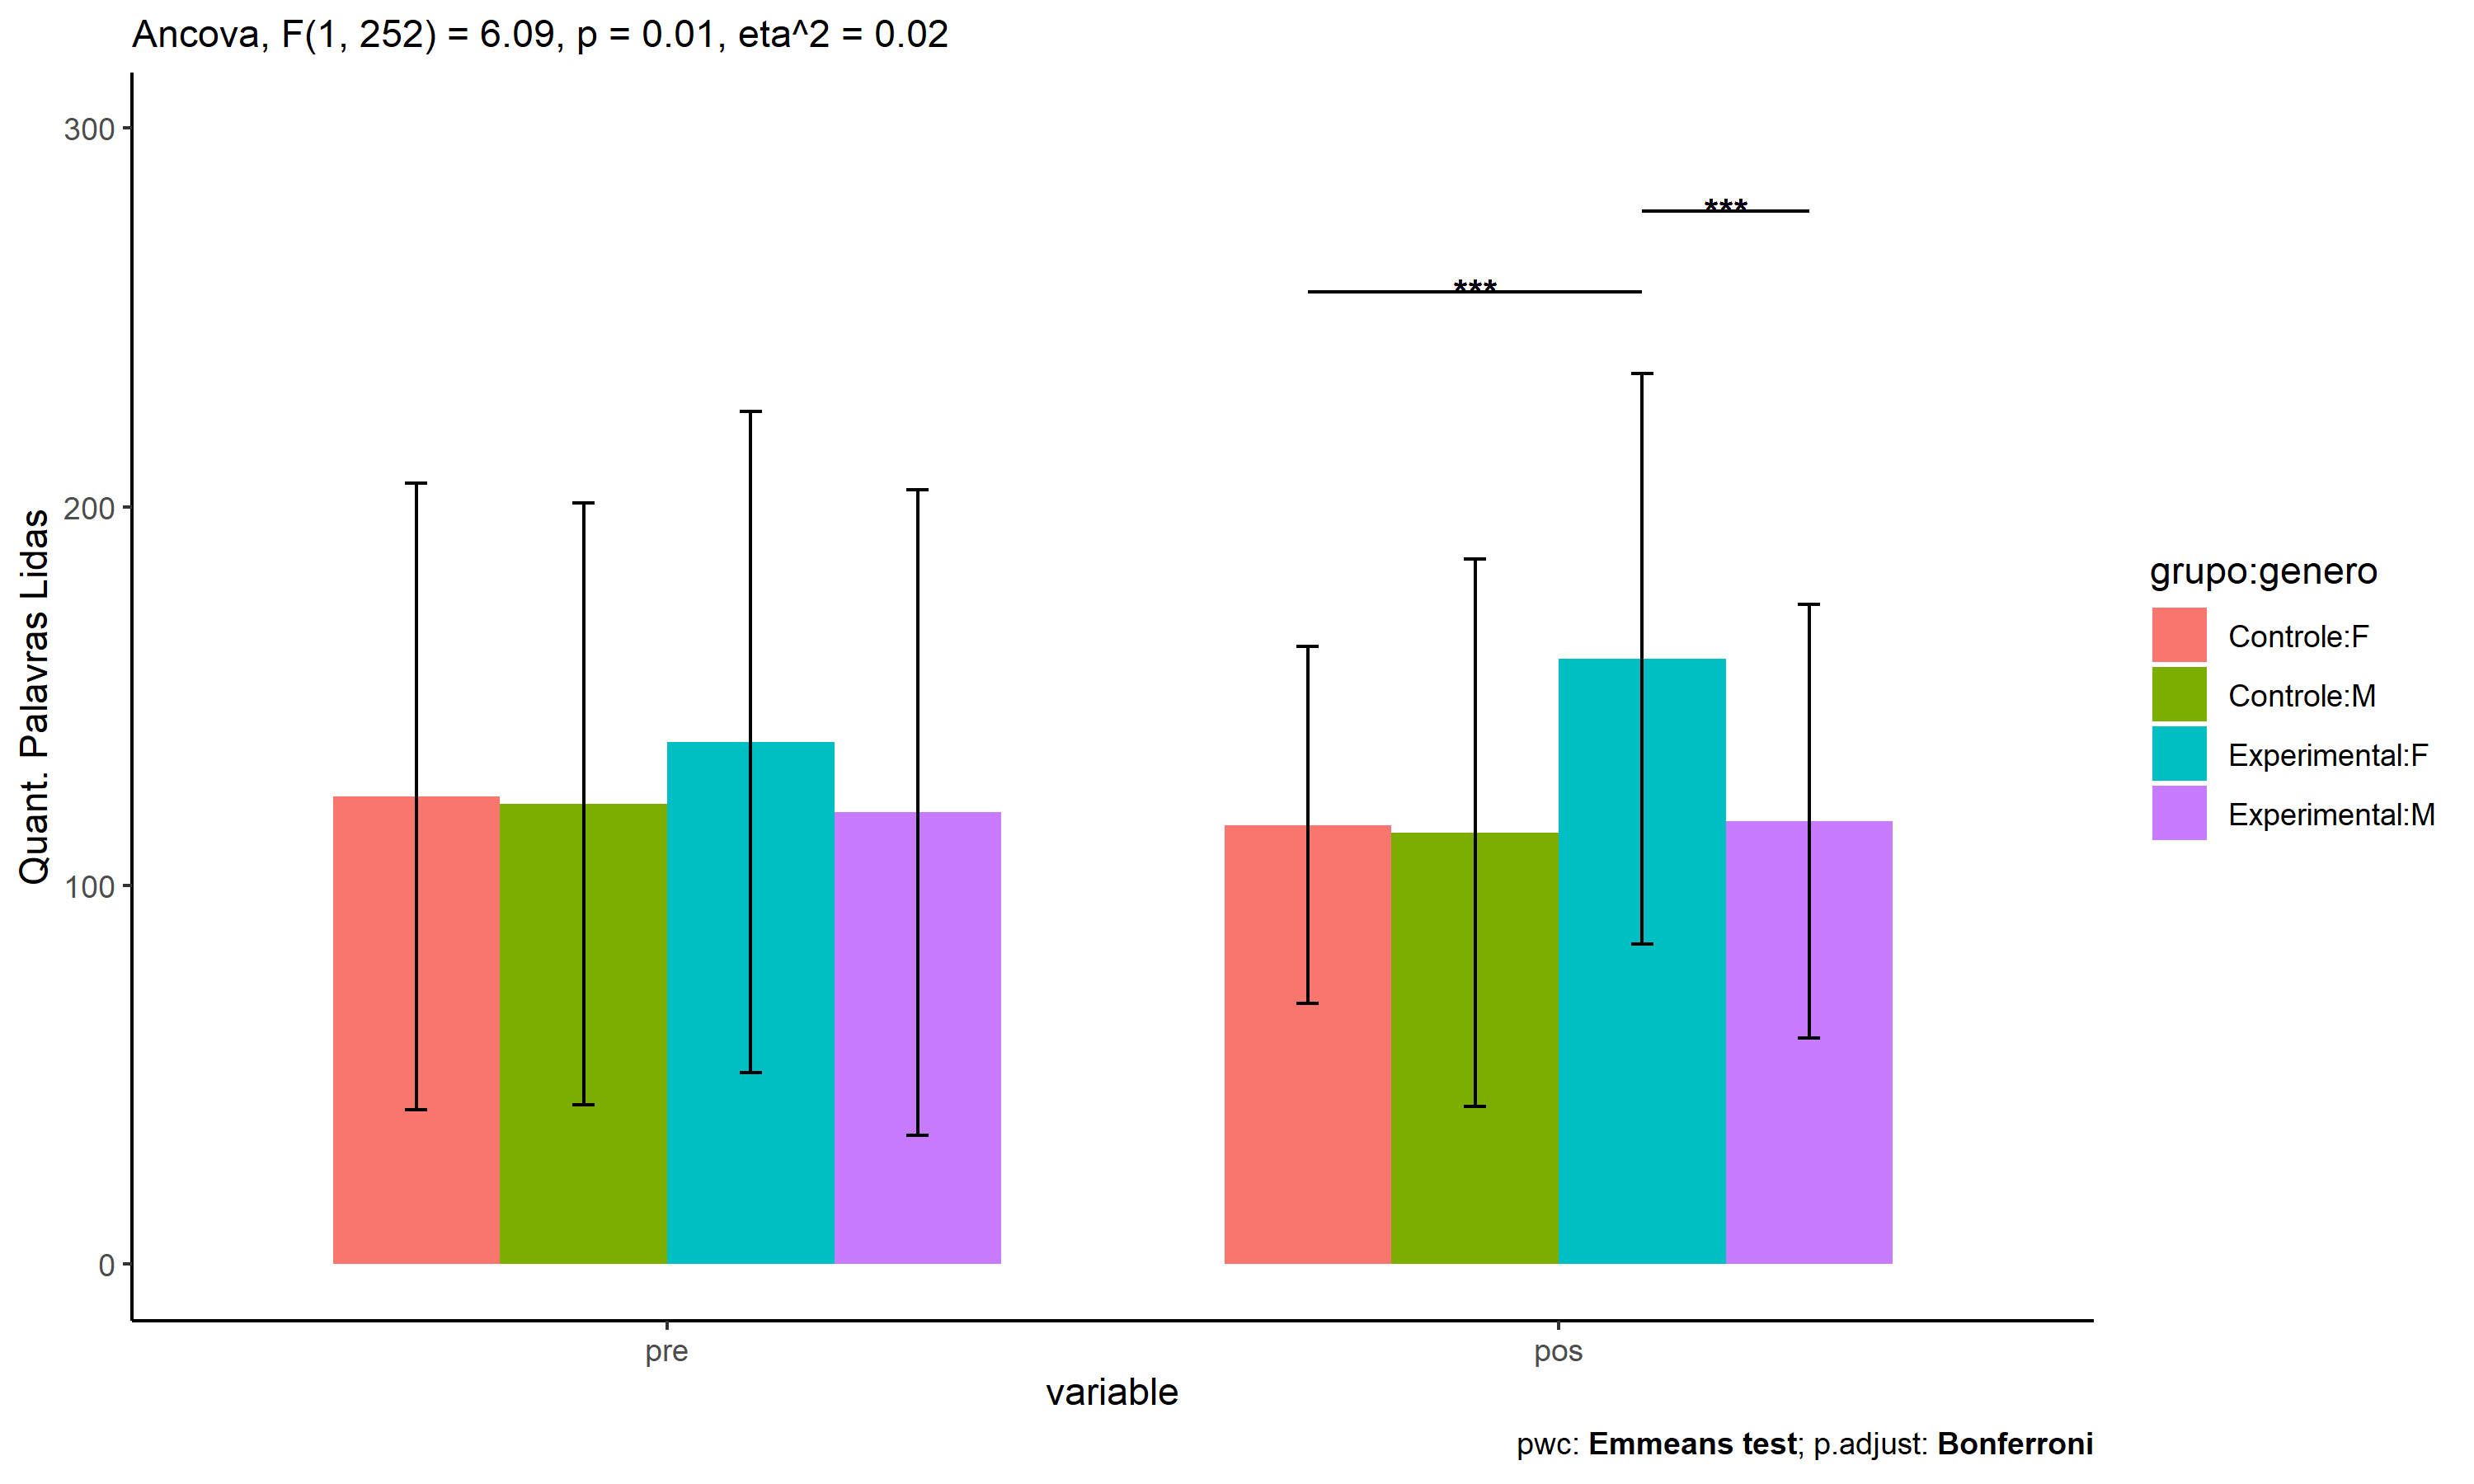 Ancova, F(1, 252) = 6.09, p = 0.01, eta^2 = 0.02
Quant. Palavras Lidas
300
200
100
0
***
***
pre
pos
variable
grupo:genero
Controle:F
Controle:M
Experimental:F
Experimental:M
pwc: Emmeans test; p.adjust: Bonferroni